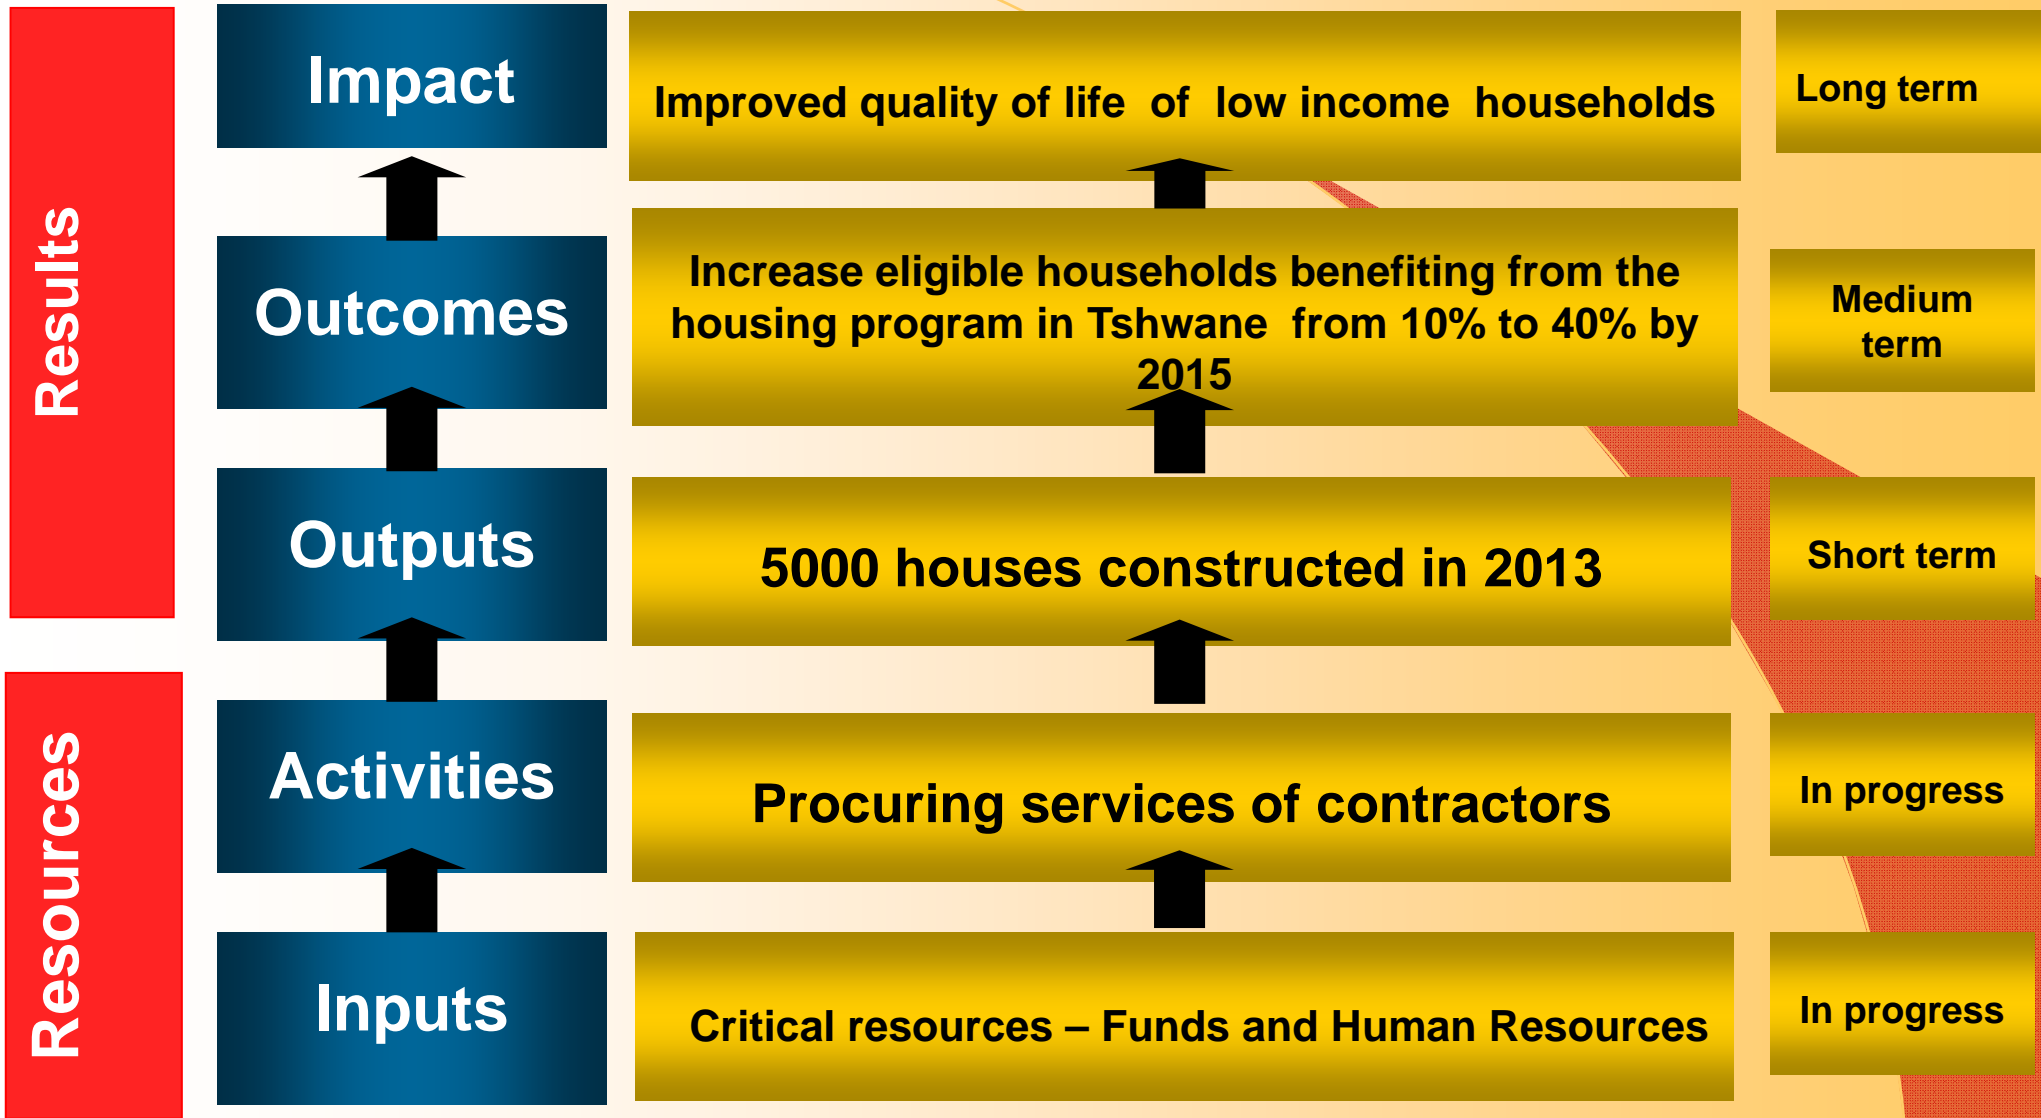 Results
Impact
Improved quality of life of low income households
Long term
Outcomes
Increase eligible households benefiting from the
housing program in Tshwane from 10% to 40% by
2015
Medium
term
Outputs
5000 houses constructed in 2013
Short term
Resources
Activities
Procuring services of contractors
In progress
Inputs
Critical resources – Funds and Human Resources
In progress